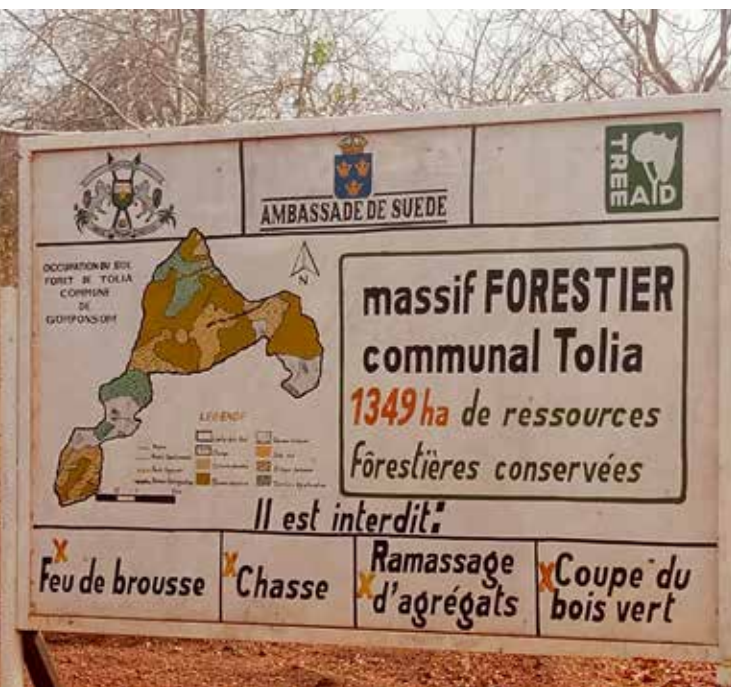 AMBASSADE DE SUEDE
TREE
AID
OCCUPATION DU SOL
FORET DE TOLIA
COMMUNE
DE
GOMPONSOM
N
massif FORESTIER
communal Tolia
1349 ha de ressources
fôrestières conservées
LEGENDE
Il est interdit:
X
Feu de brousse
X Chasse
Ramassage
X d'agrégats
X Coupe du
bois vert